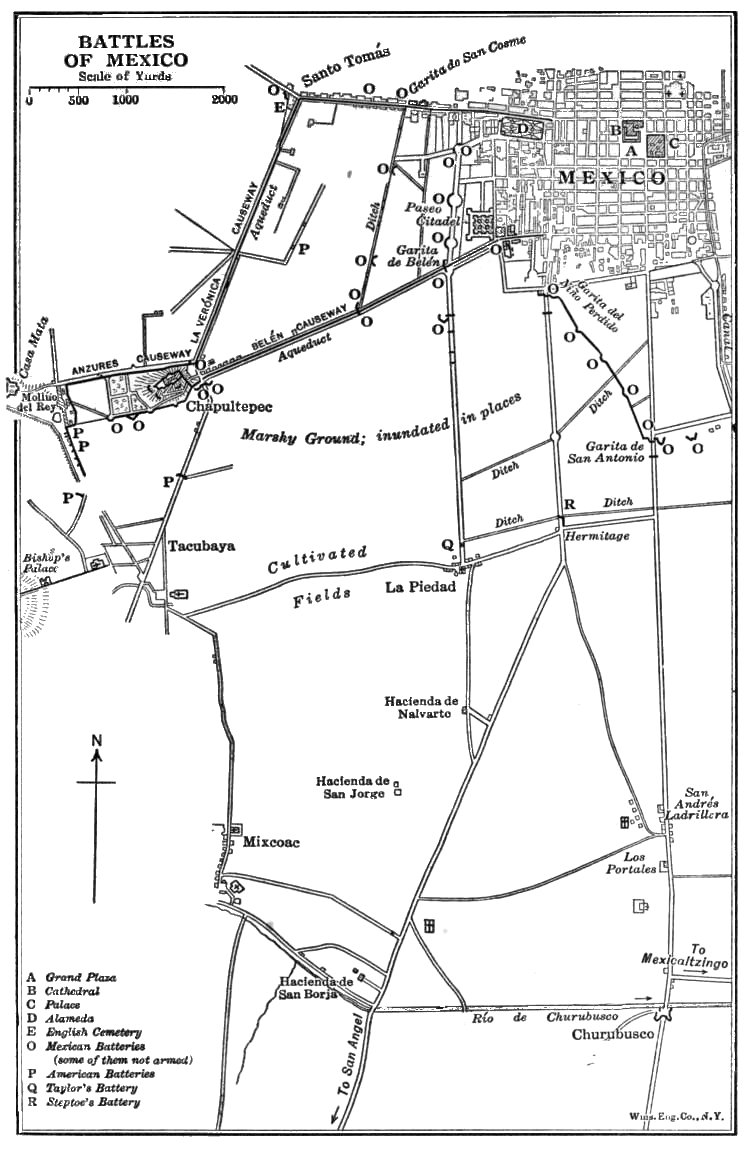 BATTLES
OF MEXICO
Scale of Yards
0 500 1000 2000
Santo Tomás
Garita de San Cosme
O
O
O
E
D
B
A
C
MEXICO
O
O
O
O
Paseo
Citadel
Ditch
CAUSEWAY
Aqueduct
P
O
Garita
de Belén
O
O
O
LA VERÓNICA
O
O
O
O
Garita del
Niño Perdido
Canal
BELÉN CAUSEWAY
Aqueduct
O
O
O
O
Casa Mata
ANZURES CAUSEWAY
O
Molino
del Rey
O
O
Chapultepec
O
O
P
P
Marshy Ground; inundated in places
Ditch
O
Garita de
San Antonio
O
O
P
P
Ditch
R
Ditch
Ditch
Hermitage
Tacubaya
Q
Bishop's
Palace
Cultivated
Fields
La Piedad
Hacienda de
Nalvarto
N
Hacienda de
San Jorge
San
Andrés
Ladrillera
Mixcoac
Los
Portales
To
Mexicaltzingo
Hacienda de
San Borja
Río de Churubusco
Churubusco
To San Angel
A Grand Plaza
B Cathedral
C Palace
D Alameda
E English Cemetery
O Mexican Batteries
(some of them not armed)
P American Batteries
Q Taylor's Battery
R Steptoe's Battery
Wms. Eng. Co., N.Y.